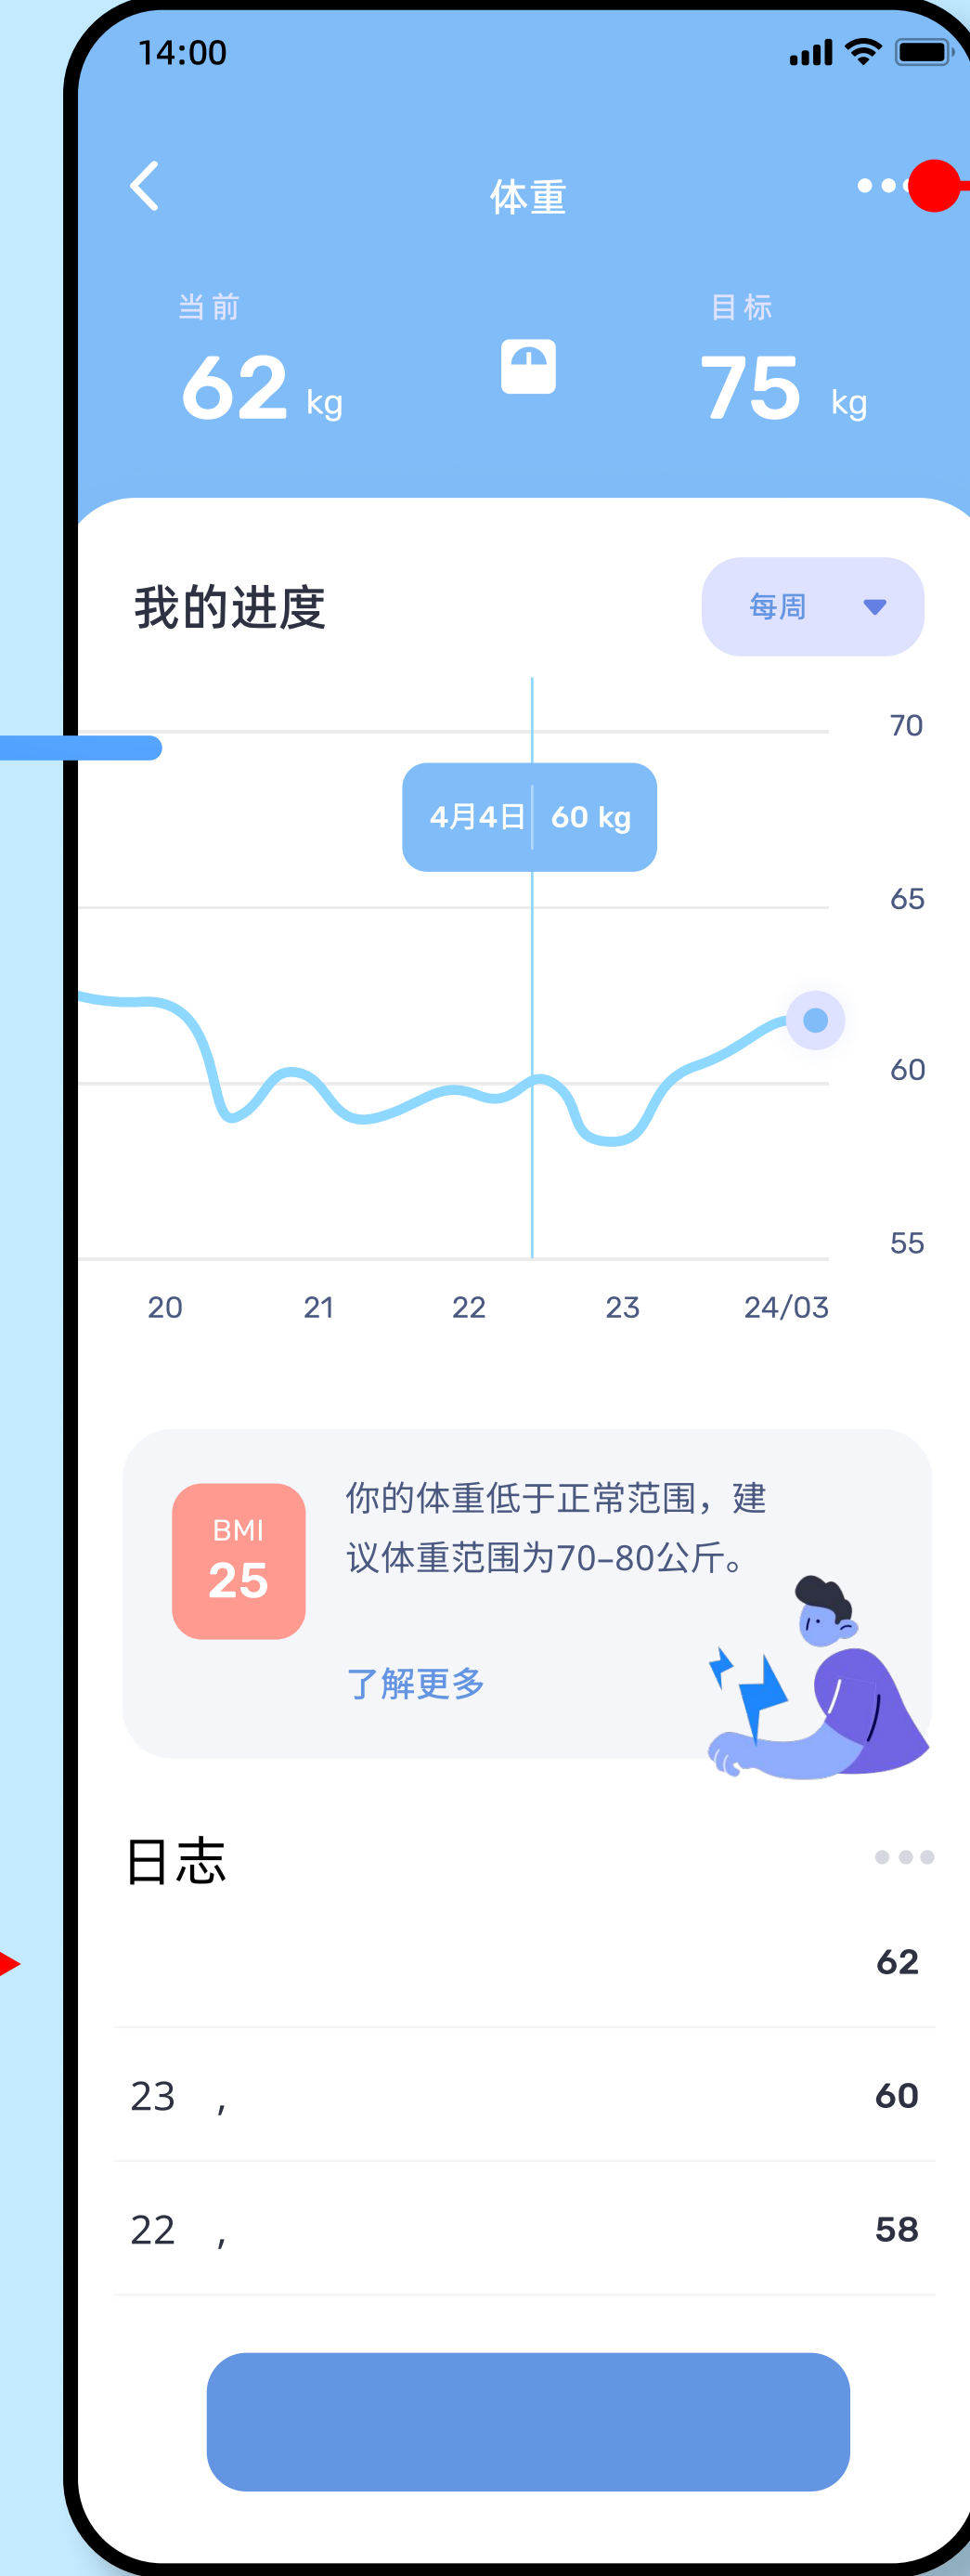 14:00
体重
当前
目标
62 kg
75 kg
我的进度
每周
70
4月4日 60 kg
65
60
55
20 21 22 23 24/03
BMI
25
你的体重低于正常范围，建
议体重范围为70-80公斤。
了解更多
日志
62
23 , 60
22 , 58